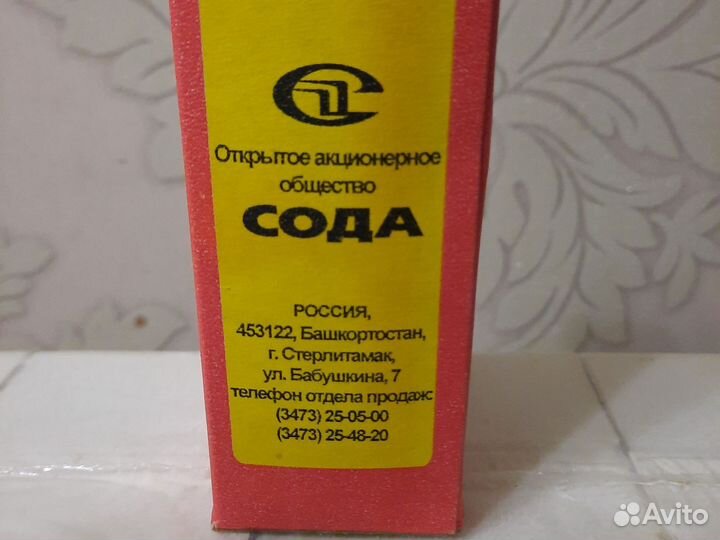 Открытое акционерное
общество
СОДА
РОССИЯ,
453122, Башкортостан,
г. Стерлитамак,
ул. Бабушкина, 7
телефон отдела продаж:
(3473) 25-05-00
(3473) 25-48-20
Avito